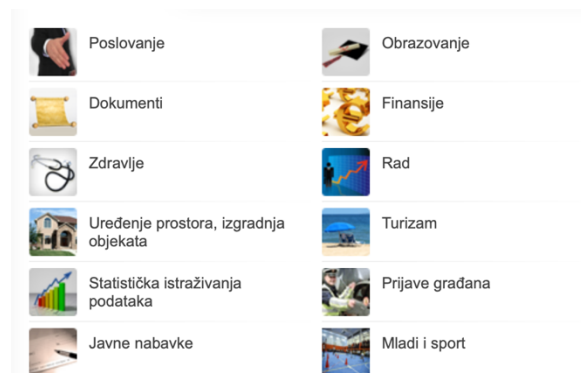 Poslovanje
Obrazovanje
Dokumenti
Finansije
Zdravlje
Rad
Uređenje prostora, izgradnja
objekata
Turizam
Statistička istraživanja
podataka
Prijave građana
Javne nabavke
Mladi i sport